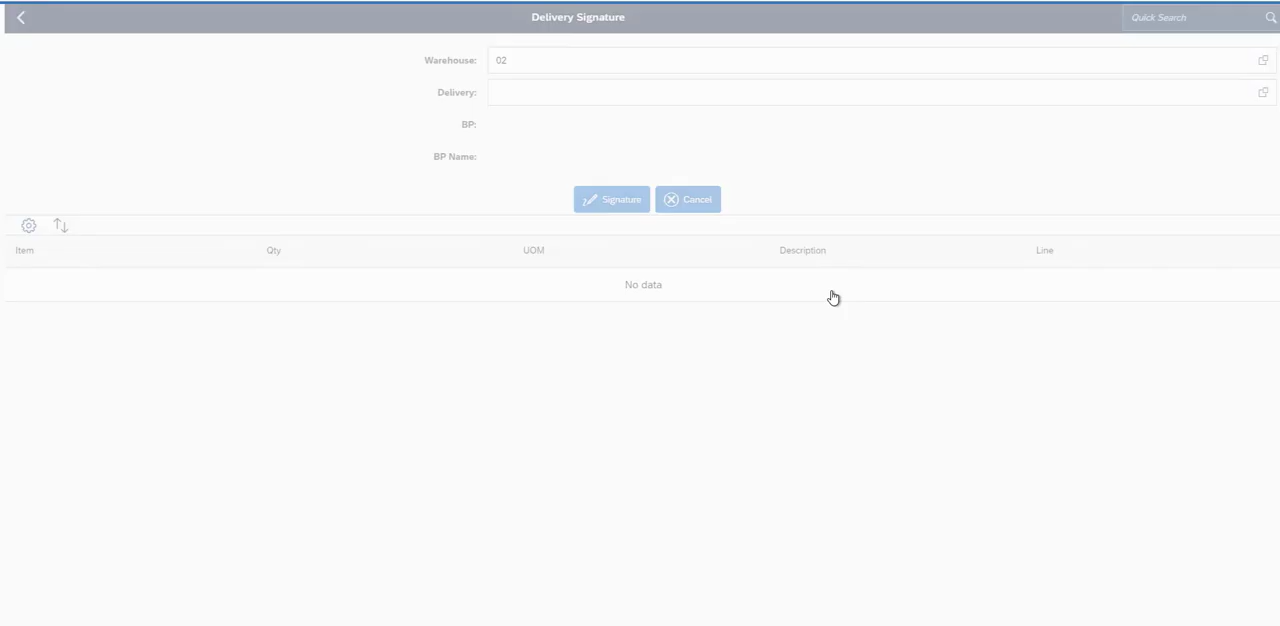 Delivery Signature
Quick Search
Warehouse: 02
Delivery:
BP:
BP Name:
Signature Cancel
Item Qty UOM Description Line
No data